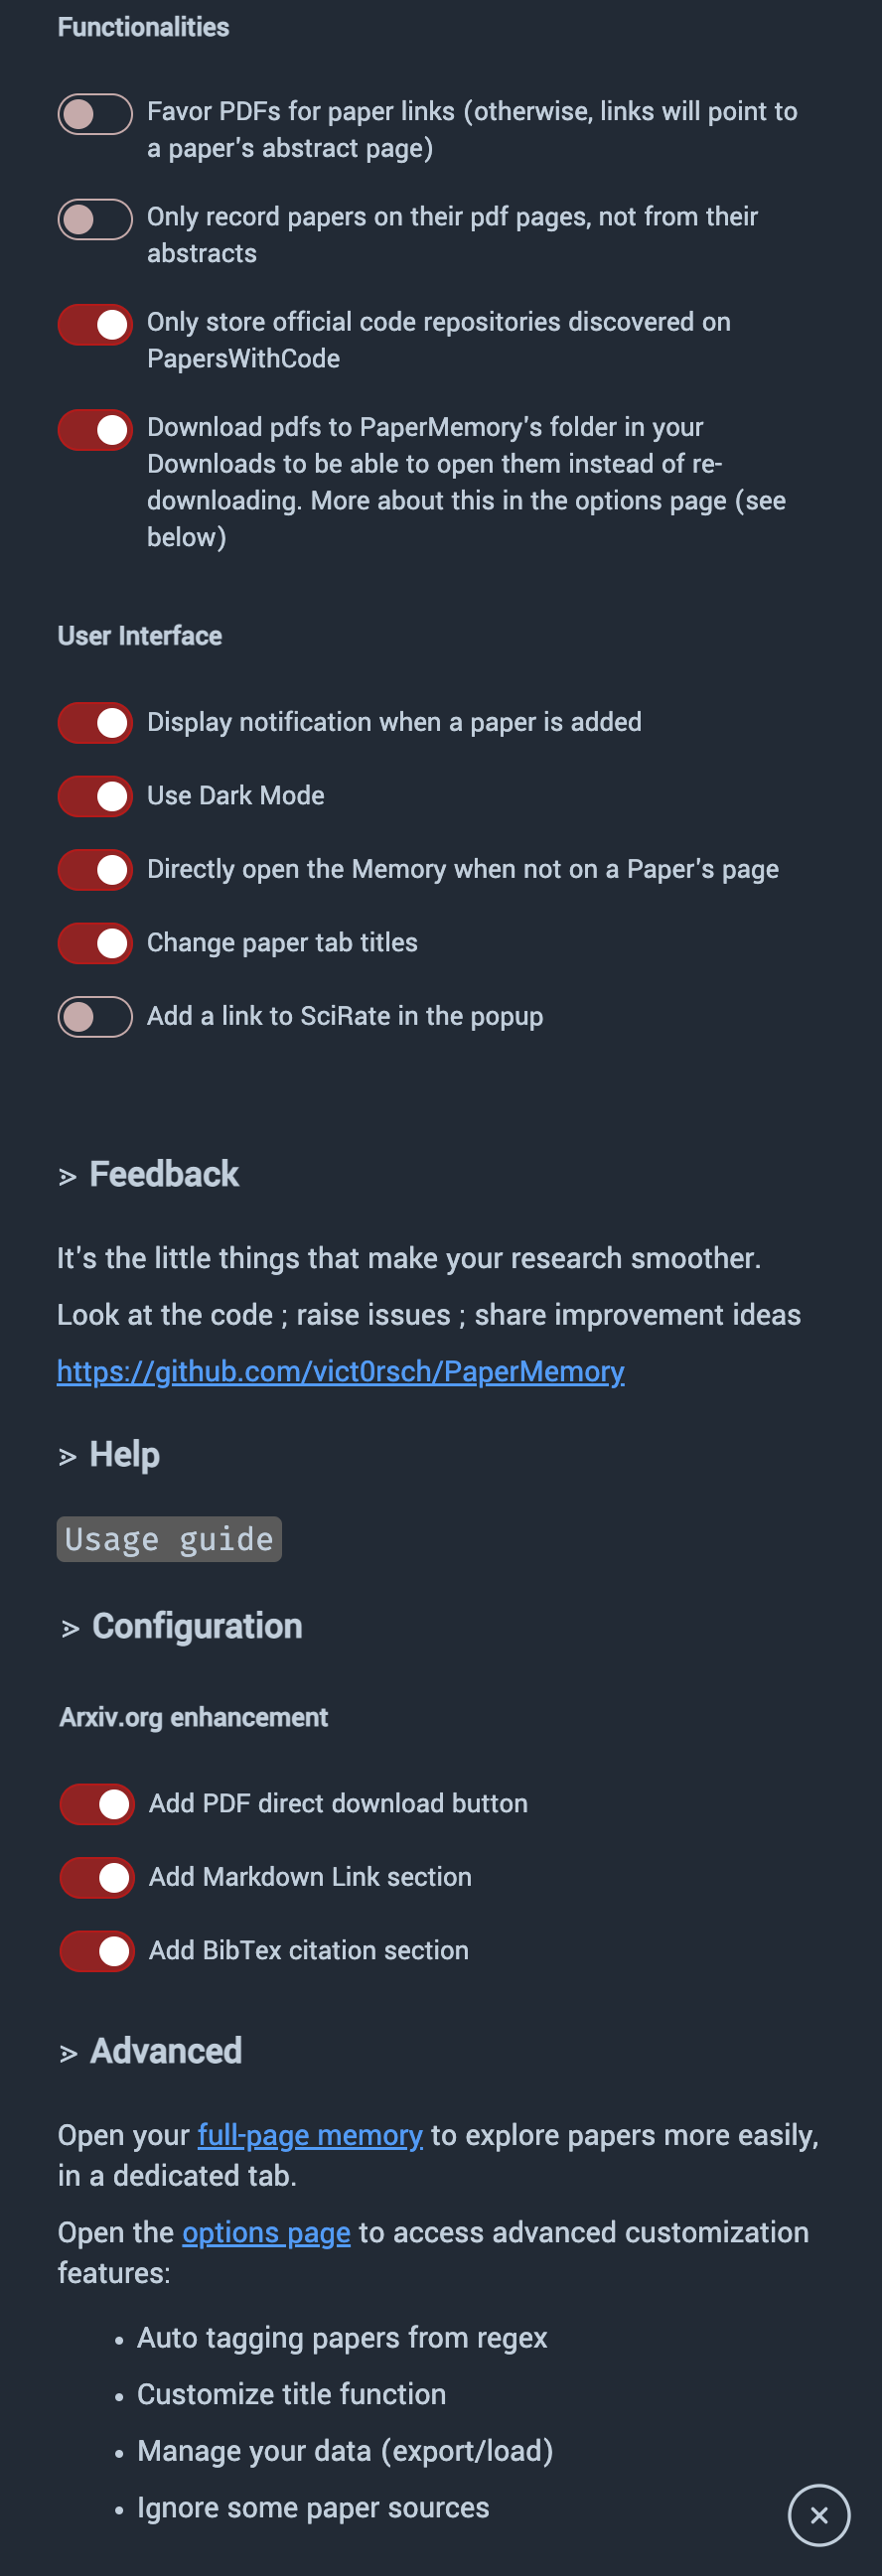 Functionalities
Favor PDFs for paper links (otherwise, links will point to
a paper's abstract page)
Only record papers on their pdf pages, not from their
abstracts
Only store official code repositories discovered on
PapersWithCode
Download pdfs to PaperMemory's folder in your
Downloads to be able to open them instead of re-
downloading. More about this in the options page (see
below)
User Interface
Display notification when a paper is added
Use Dark Mode
Directly open the Memory when not on a Paper's page
Change paper tab titles
Add a link to SciRate in the popup
⋗ Feedback
It's the little things that make your research smoother.
Look at the code ; raise issues ; share improvement ideas
https://github.com/vict0rsch/PaperMemory
⋗ Help
Usage guide
⋗ Configuration
Arxiv.org enhancement
Add PDF direct download button
Add Markdown Link section
Add BibTex citation section
⋗ Advanced
Open your full-page memory to explore papers more easily,
in a dedicated tab.
Open the options page to access advanced customization
features:
• Auto tagging papers from regex
• Customize title function
• Manage your data (export/load)
• Ignore some paper sources